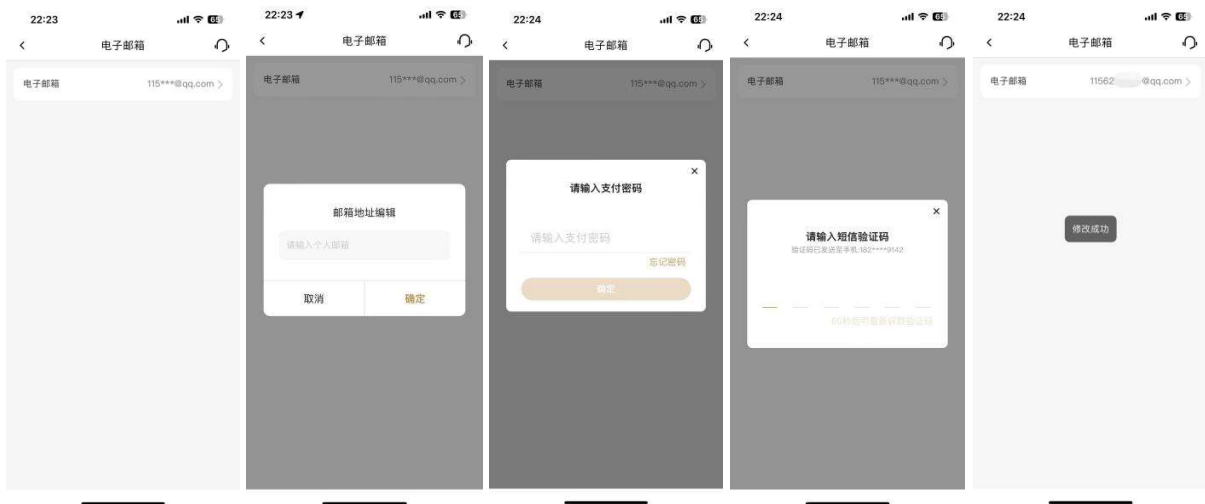 22:23
电子邮箱
电子邮箱 115***@qq.com >
22:23
电子邮箱
电子邮箱 115***@qq.com >
邮箱地址编辑
请输入个人邮箱
取消 确定
22:24
电子邮箱
电子邮箱 115***@qq.com >
请输入支付密码
请输入支付密码
忘记密码
确定
22:24
电子邮箱
电子邮箱 115***@qq.com >
请输入短信验证码
验证码已发送至手机:182****9142
60秒后可重新获取验证码
22:24
电子邮箱
电子邮箱 11562 @qq.com >
修改成功